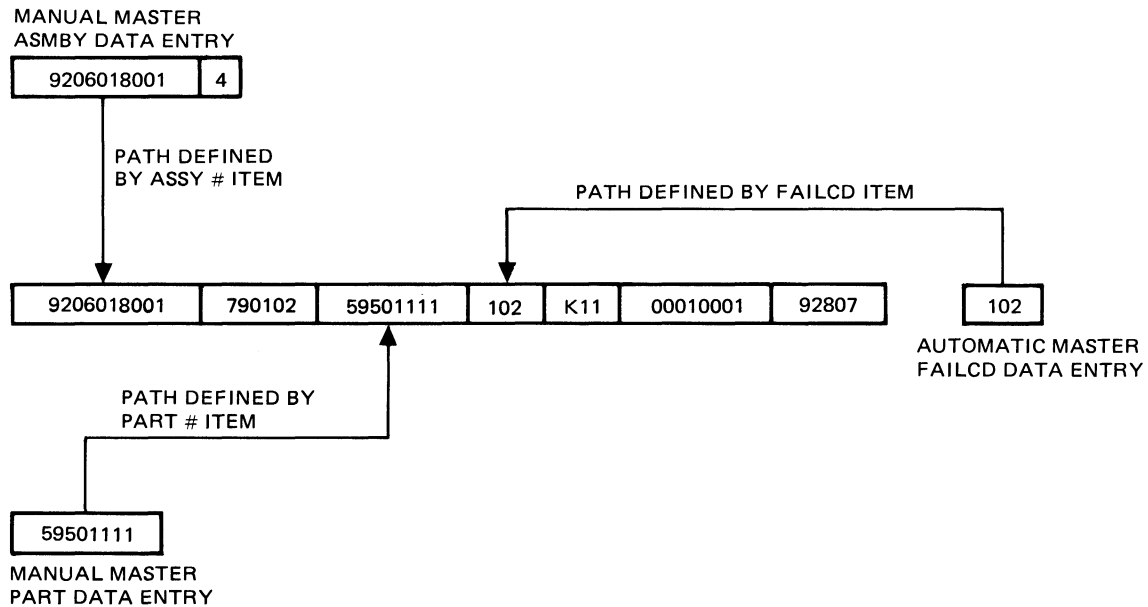 MANUAL MASTER
ASMBY DATA ENTRY
9206018001 4
PATH DEFINED
BY ASSY # ITEM
PATH DEFINED BY FAILCD ITEM
9206018001 790102 59501111 102 K11 00010001 92807
102
AUTOMATIC MASTER
FAILCD DATA ENTRY
PATH DEFINED BY
PART # ITEM
59501111
MANUAL MASTER
PART DATA ENTRY